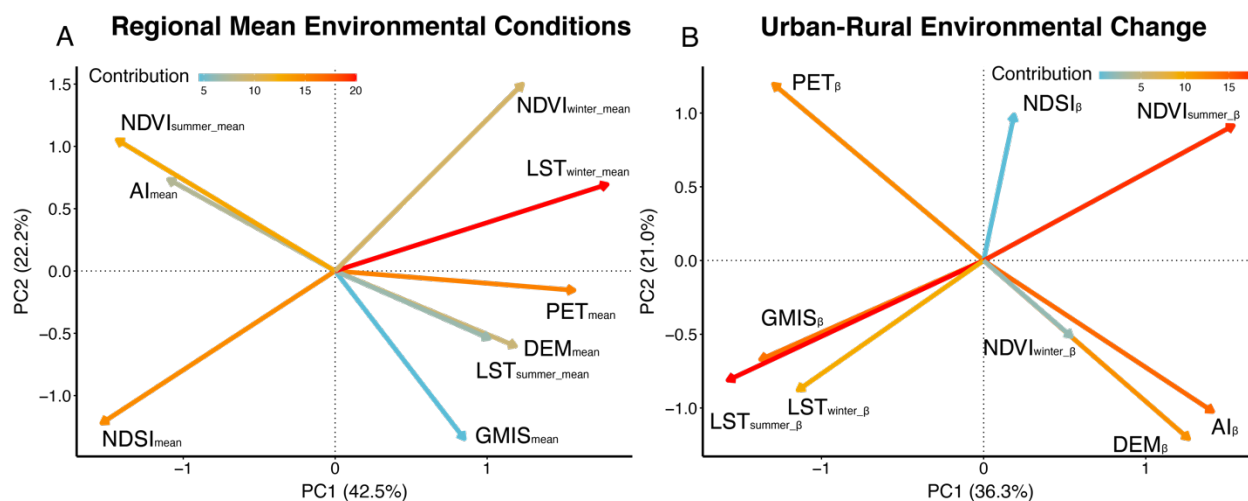 A Regional Mean Environmental Conditions
Contribution
5 10 15 20
1.5
1.0
0.5
0.0
−0.5
−1.0
PC2 (22.2%)
NDVIsummer_mean
AImean
NDVIwinter_mean
LSTwinter_mean
PETmean
DEMmean
LSTsummer_mean
GMISmean
NDSImean
−1 0 1
PC1 (42.5%)
B Urban-Rural Environmental Change
Contribution
5 10 15
1.0
0.5
0.0
−0.5
−1.0
PC2 (21.0%)
PETβ
NDSIβ
NDVIsummer_β
GMISβ
NDVIwinter_β
LSTsummer_β
LSTwinter_β
AIβ
DEMβ
−1 0 1
PC1 (36.3%)